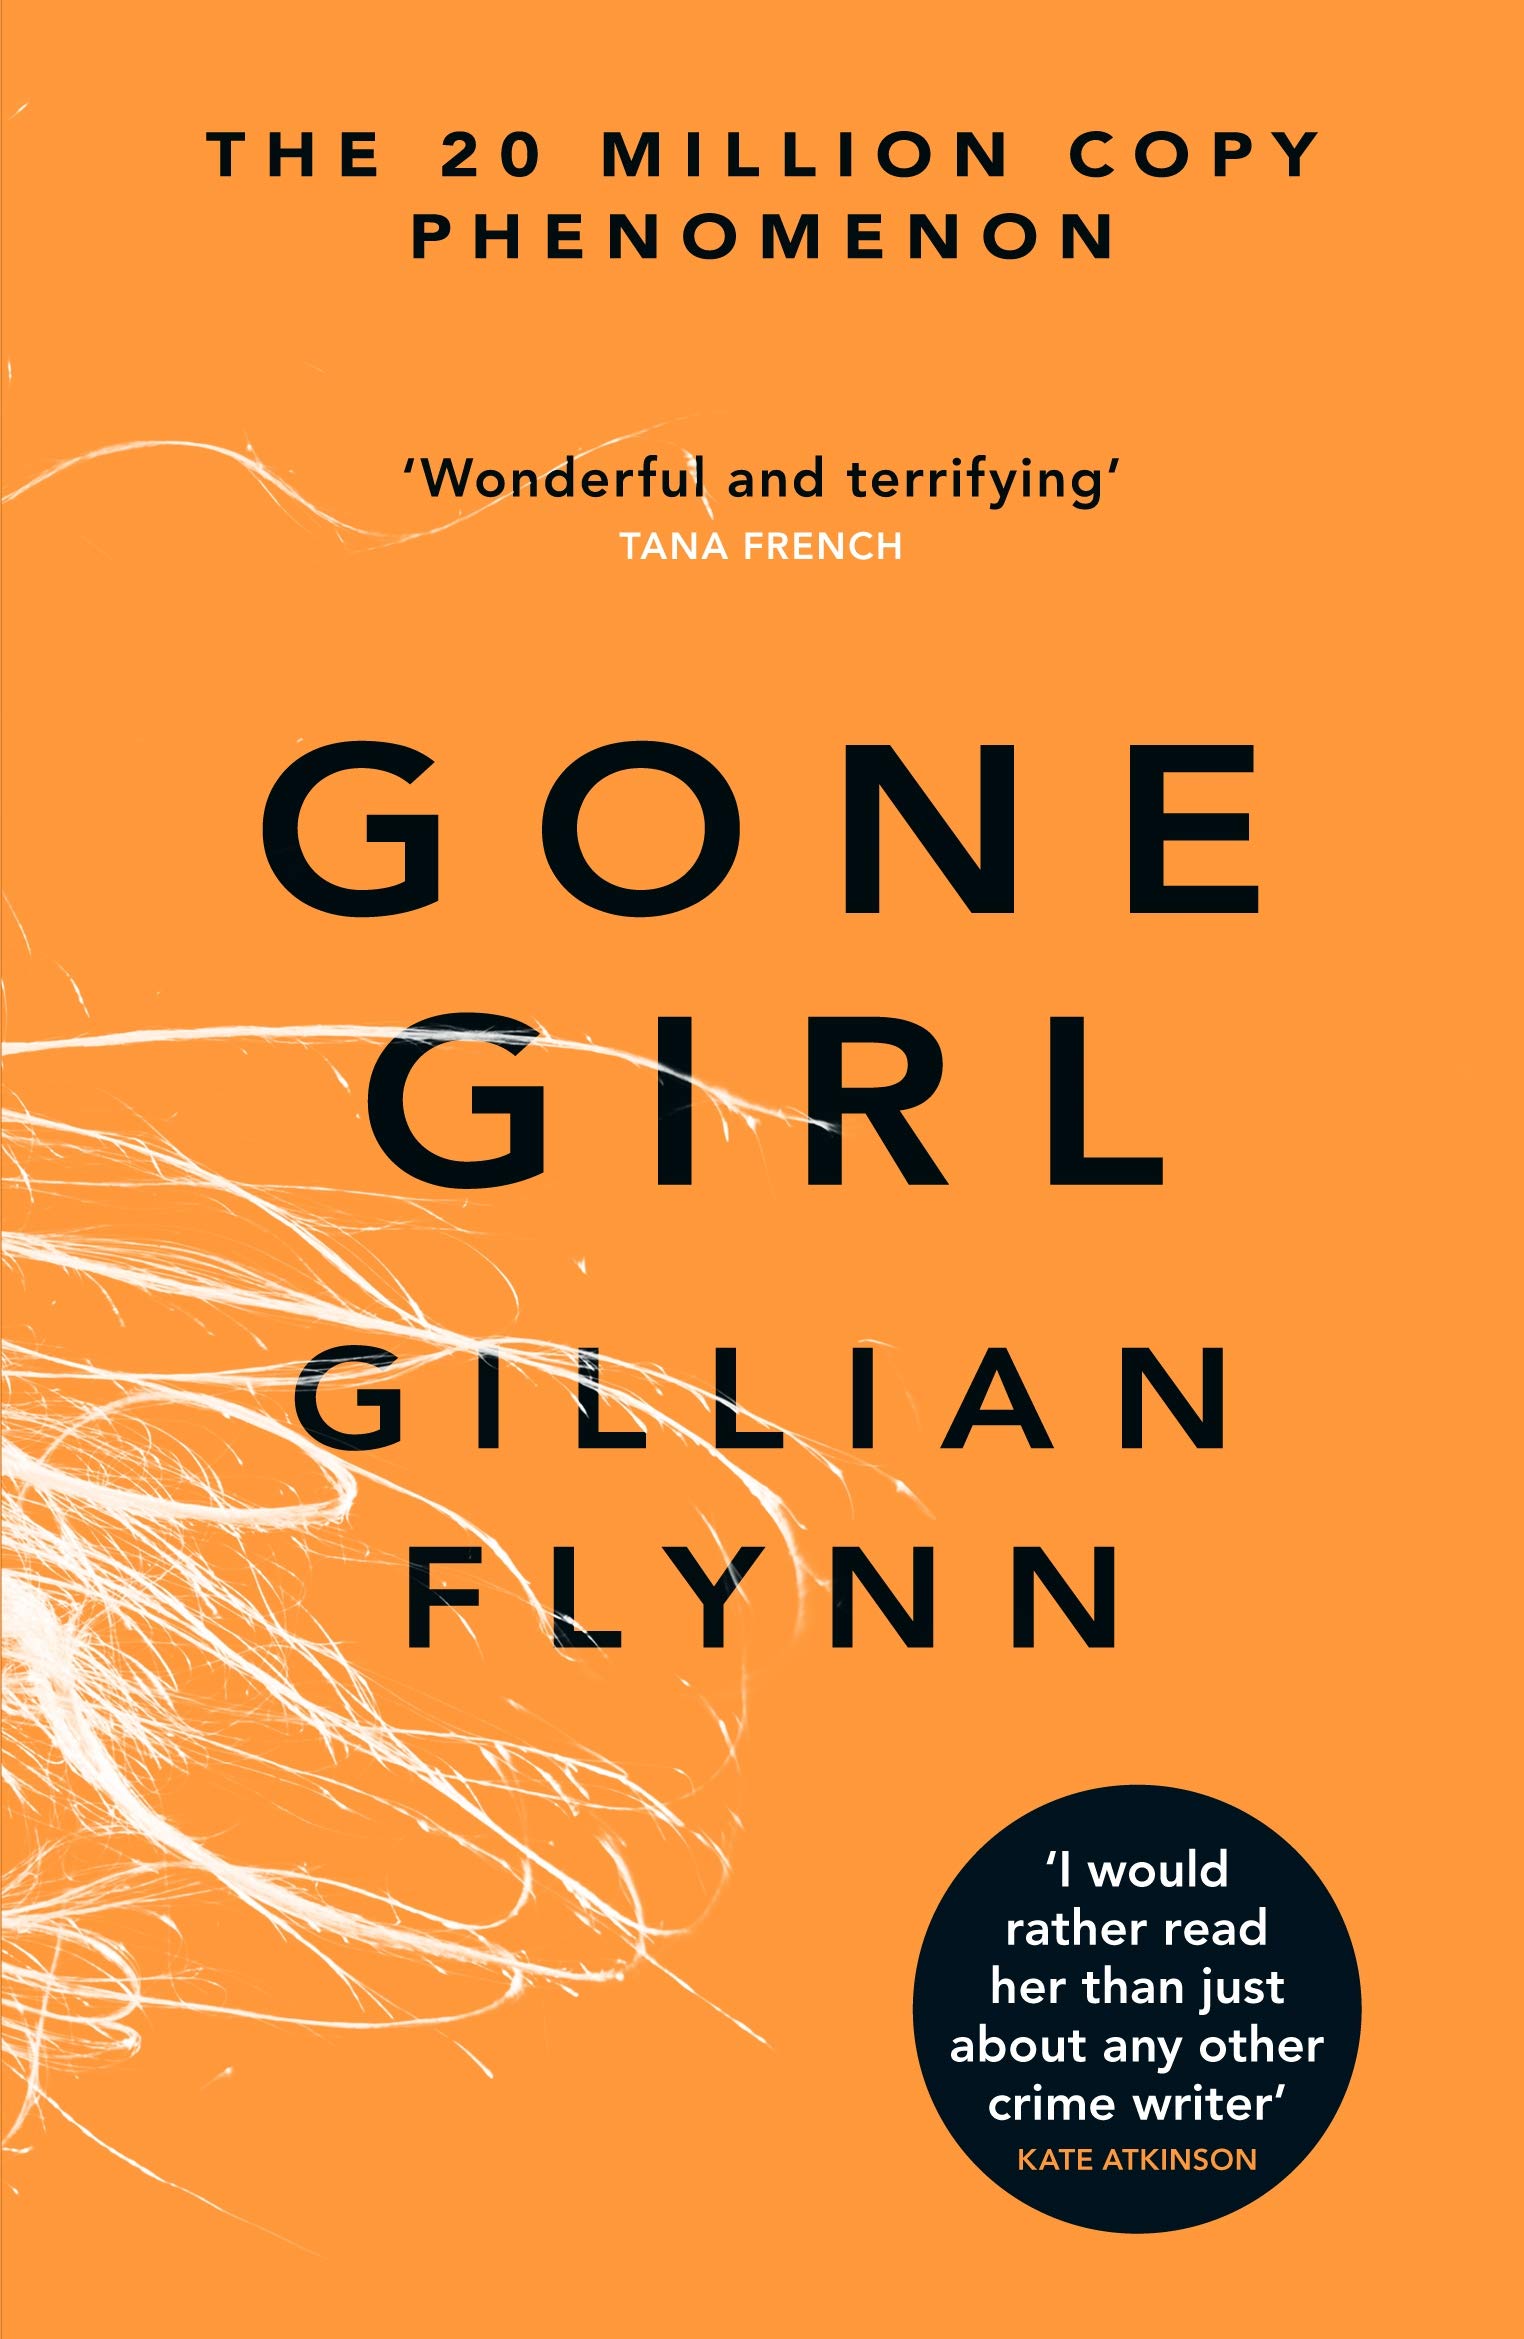 THE 20 MILLION COPY
PHENOMENON
‘Wonderful and terrifying’
TANA FRENCH
GONE
GIRL
GILLIAN
FLYNN
‘I would
rather read
her than just
about any other
crime writer’
KATE ATKINSON